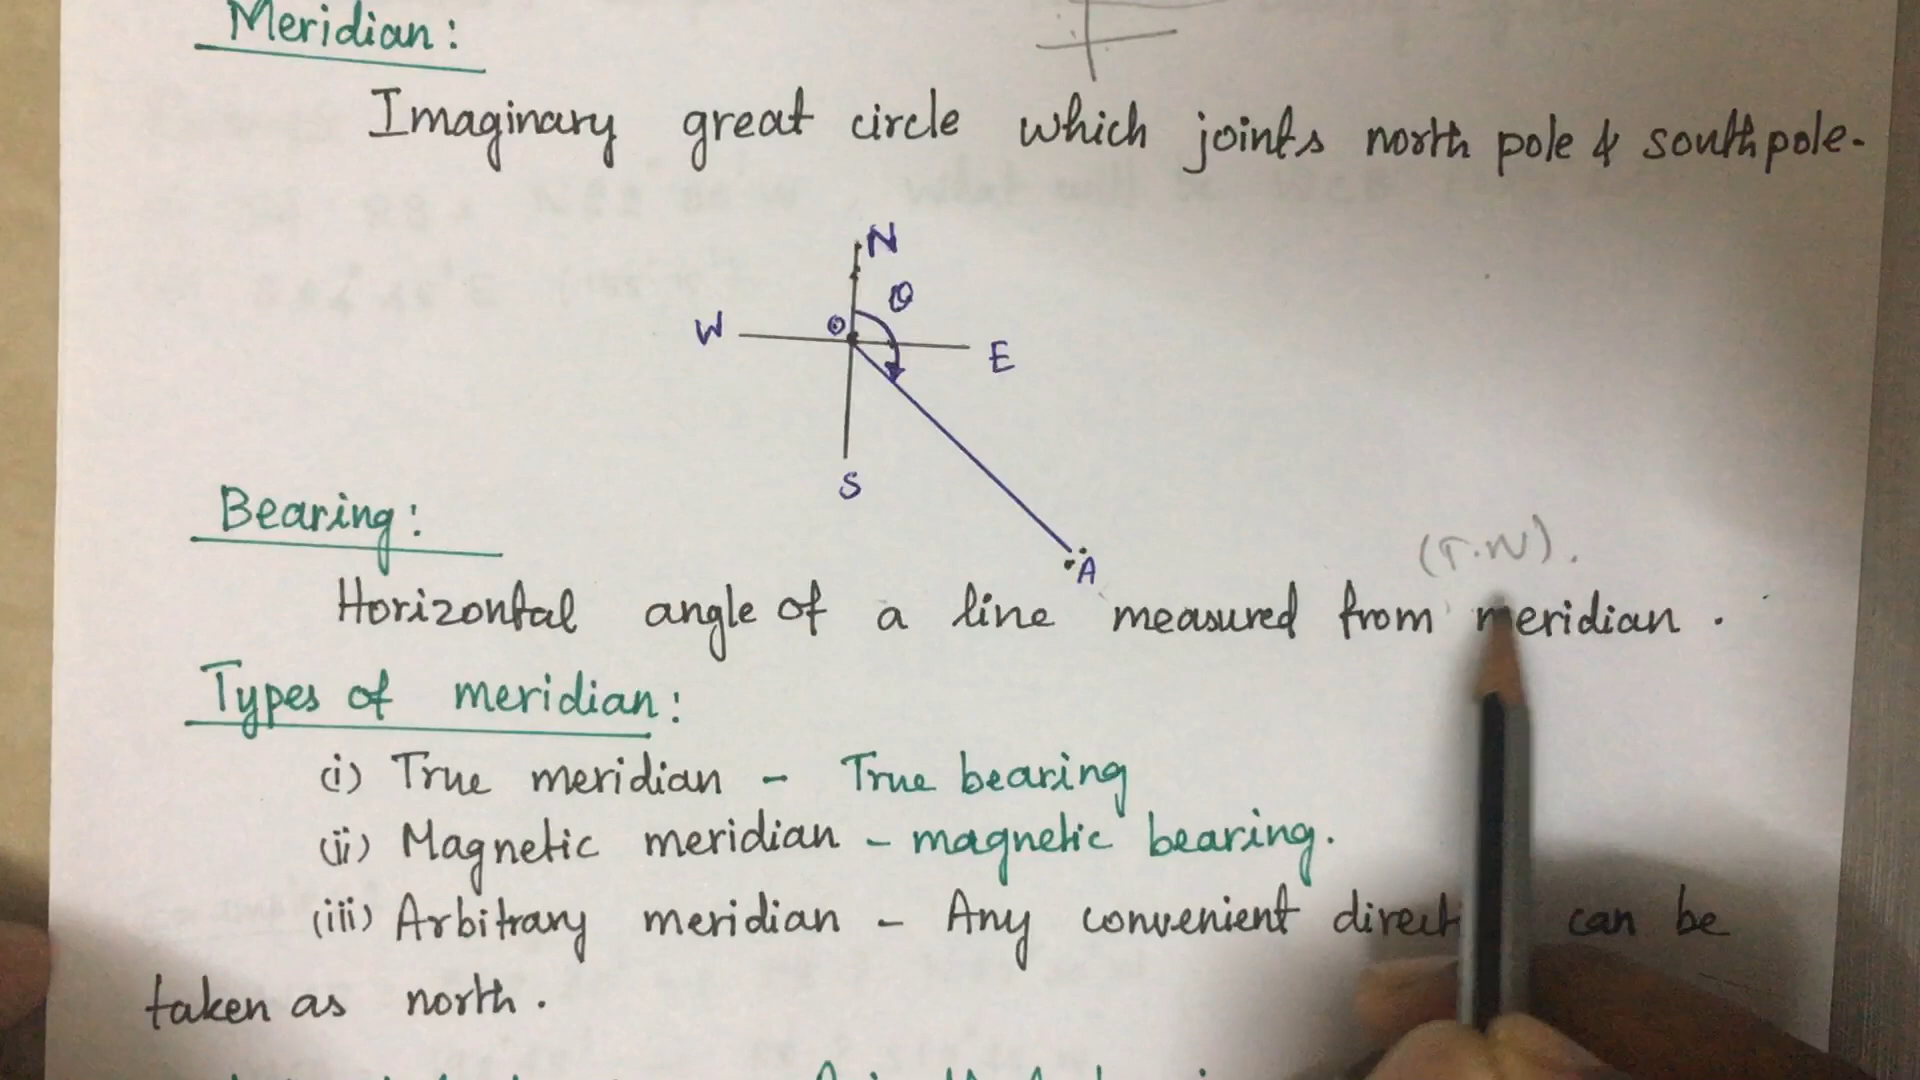 Meridian:
Imaginary great circle which joints north pole & south pole.
N
θ
W O E
S
A
Bearing:
(T.N).
Horizontal angle of a line measured from meridian.
Types of meridian:
(i) True meridian - True bearing
(ii) Magnetic meridian - magnetic bearing.
(iii) Arbitrary meridian - Any convenient direct can be
taken as north.